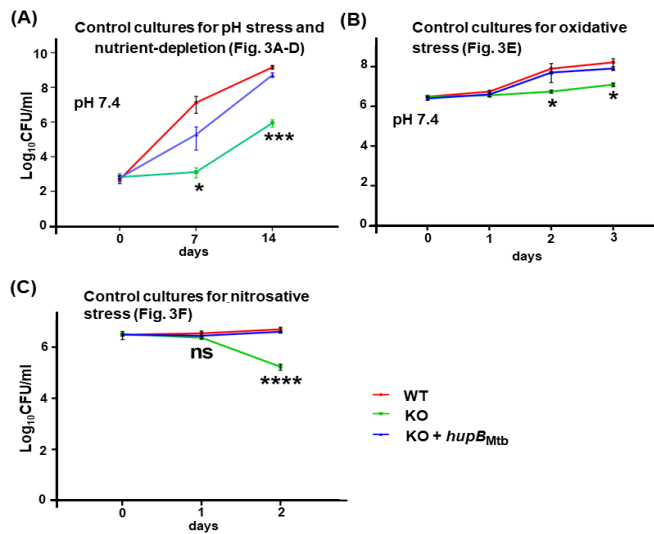 (A)
Control cultures for pH stress and
nutrient-depletion (Fig. 3A-D)
10
8
6
4
2
0
Log10CFU/ml
pH 7.4
*
***
0 7 14
days
(B)
Control cultures for oxidative
stress (Fig. 3E)
8
6
4
2
0
pH 7.4
*
*
0 1 2 3
days
(C)
Control cultures for nitrosative
stress (Fig. 3F)
6
4
2
0
Log10CFU/ml
ns
****
0 1 2
days
WT
KO
KO + hupBMtb